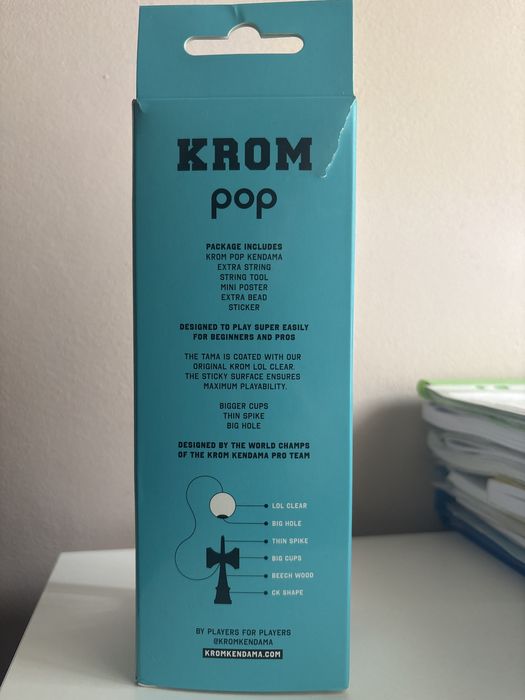 KROM
pop
PACKAGE INCLUDES
KROM POP KENDAMA
EXTRA STRING
STRING TOOL
MINI POSTER
EXTRA BEAD
STICKER
DESIGNED TO PLAY SUPER EASILY
FOR BEGINNERS AND PROS
THE TAMA IS COATED WITH OUR
ORIGINAL KROM LOL CLEAR.
THE STICKY SURFACE ENSURES
MAXIMUM PLAYABILITY.
BIGGER CUPS
THIN SPIKE
BIG HOLE
DESIGNED BY THE WORLD CHAMPS
OF THE KROM KENDAMA PRO TEAM
LOL CLEAR
BIG HOLE
THIN SPIKE
BIG CUPS
BEECH WOOD
CK SHAPE
BY PLAYERS FOR PLAYERS
@KROMKENDAMA
KROMKENDAMA.COM